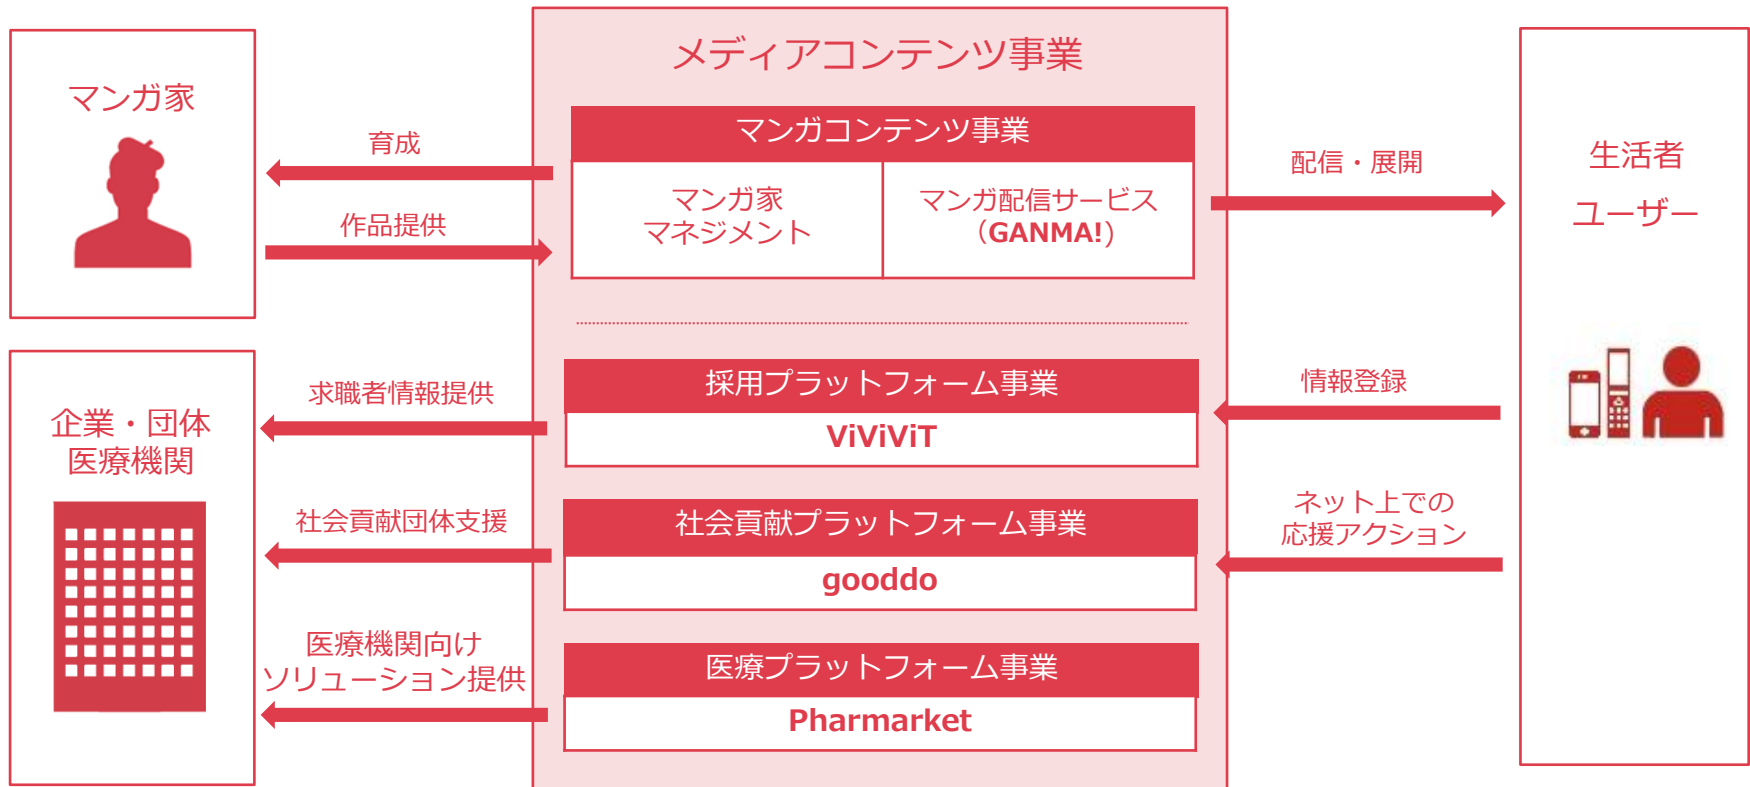 メディアコンテンツ事業
マンガ家
育成
作品提供
マンガコンテンツ事業
マンガ家
マネジメント
マンガ配信サービス
（GANMA!）
配信・展開
生活者
ユーザー
企業・団体
医療機関
求職者情報提供
採用プラットフォーム事業
ViViViT
情報登録
社会貢献団体支援
社会貢献プラットフォーム事業
gooddo
ネット上での
応援アクション
医療機関向け
ソリューション提供
医療プラットフォーム事業
Pharmarket